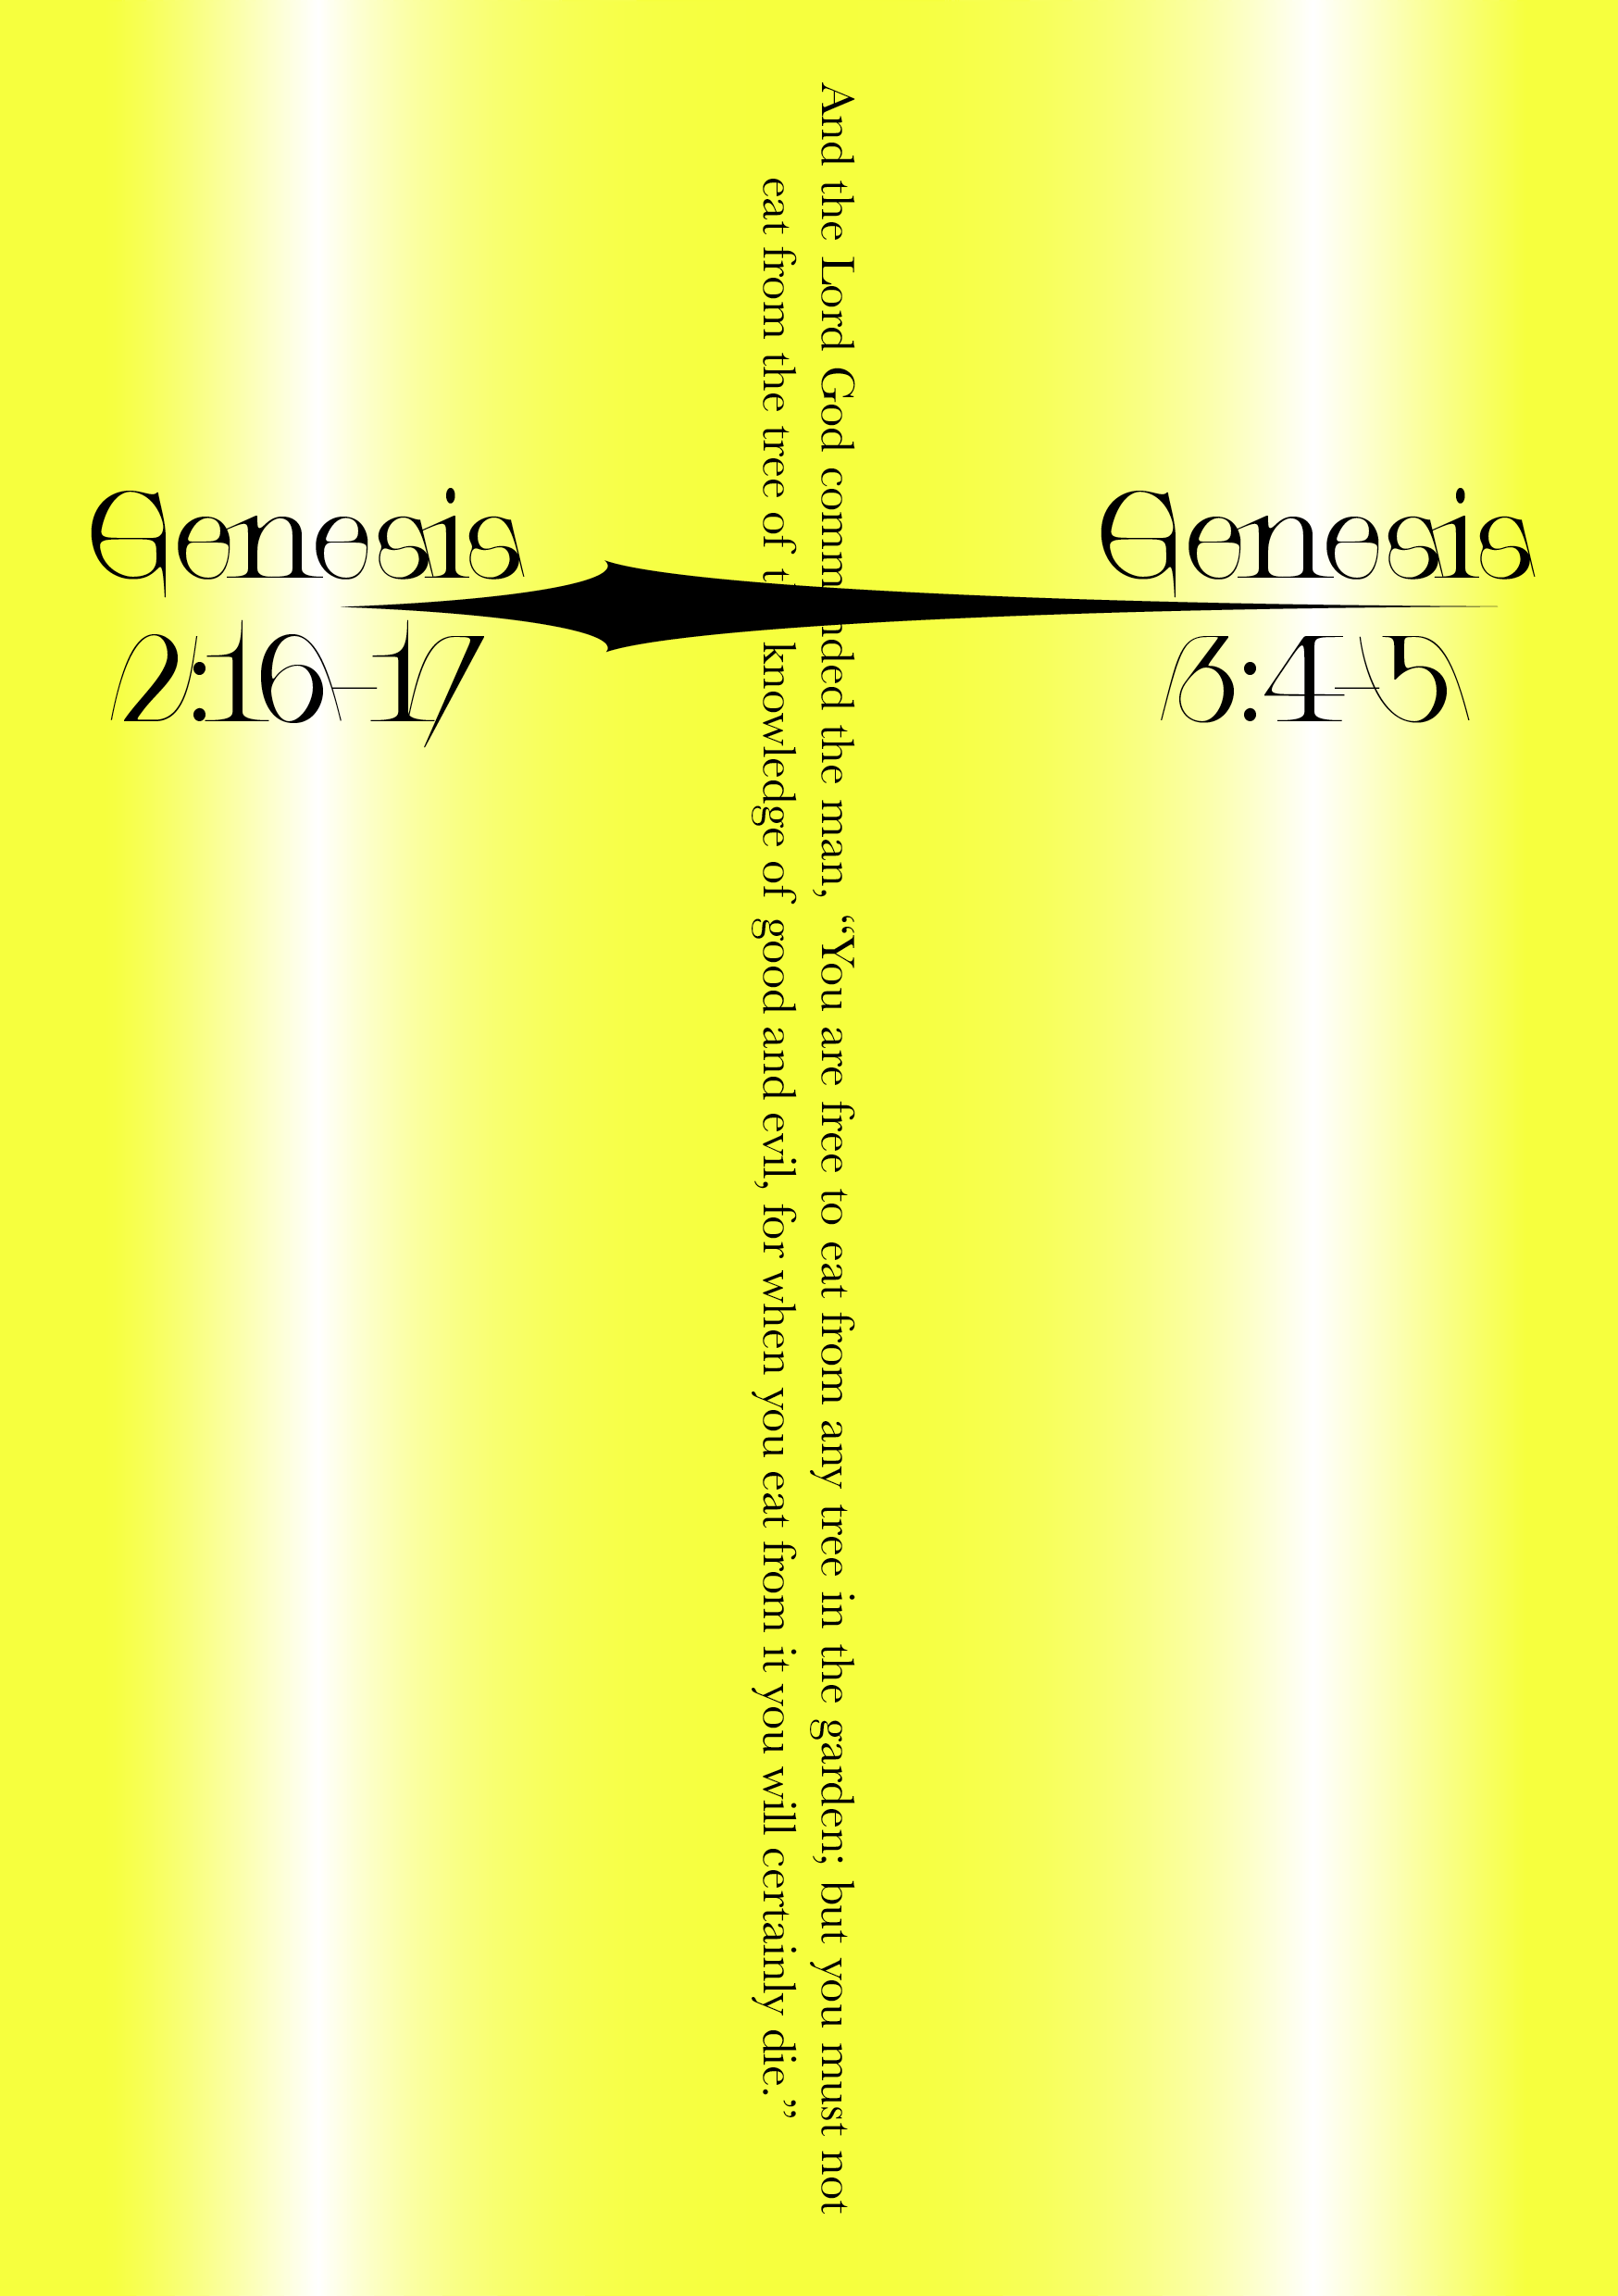 Genesis
2:16–17
Genesis
3:4–5
And the Lord God commanded the man, “You are free to eat from any tree in the garden; but you must not
eat from the tree of the knowledge of good and evil, for when you eat from it you will certainly die.”